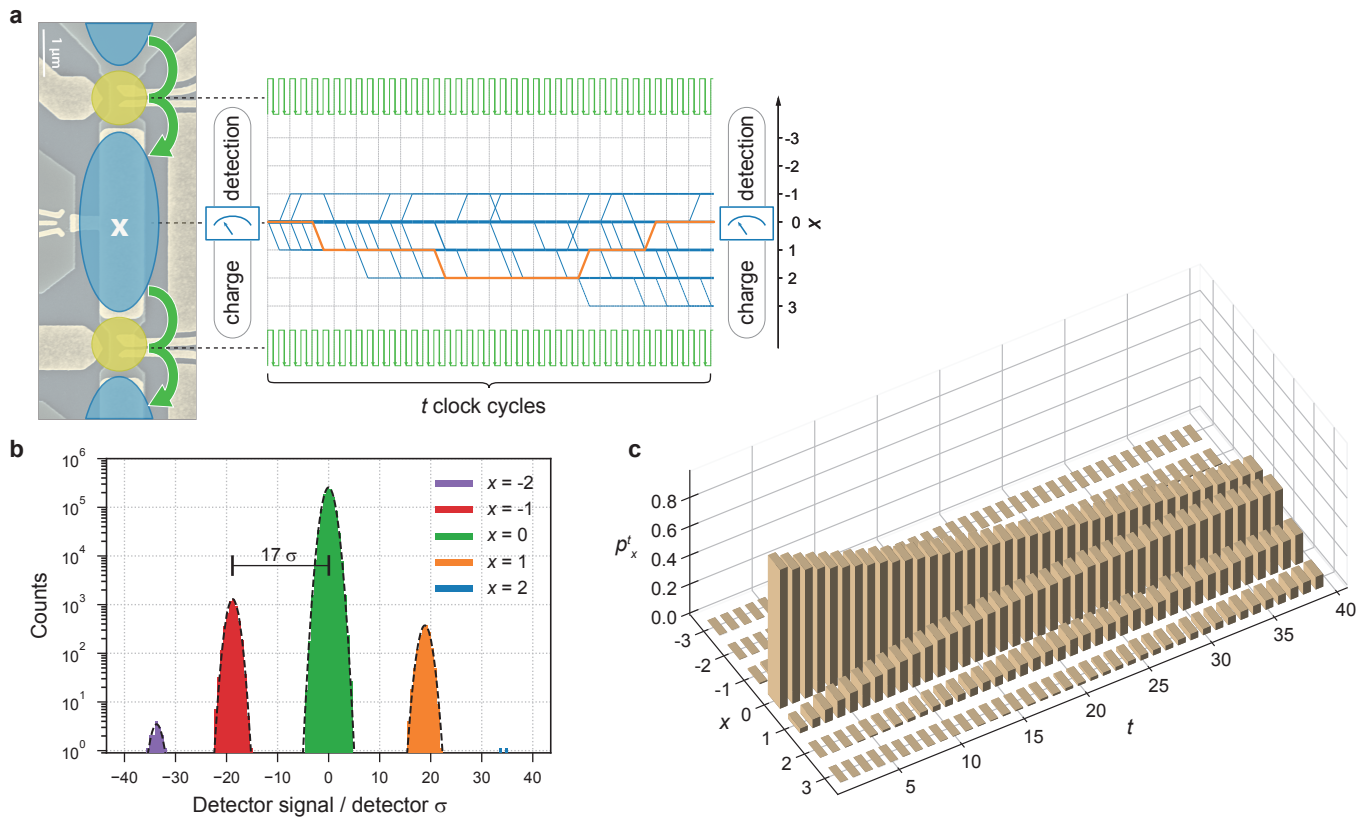 a
1 µm
x
charge detection
charge detection
-3
-2
-1
0
1
2
3
x
t clock cycles
b
10⁶
10⁵
10⁴
10³
10²
10¹
10⁰
Counts
17 σ
x = -2
x = -1
x = 0
x = 1
x = 2
−40 −30 −20 −10 0 10 20 30 40
Detector signal / detector σ
c
0.8
0.6
0.4
0.2
0.0
pᵗₓ
-3
-2
-1
0
1
2
3
x
5
10
15
20
25
30
35
40
t